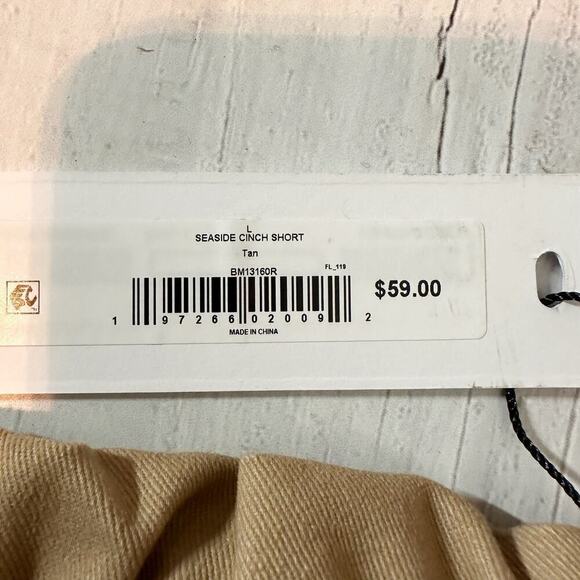 L
SEASIDE CINCH SHORT
Tan
BM13160R
FL_119
$59.00
1 97266 02009 2
MADE IN CHINA